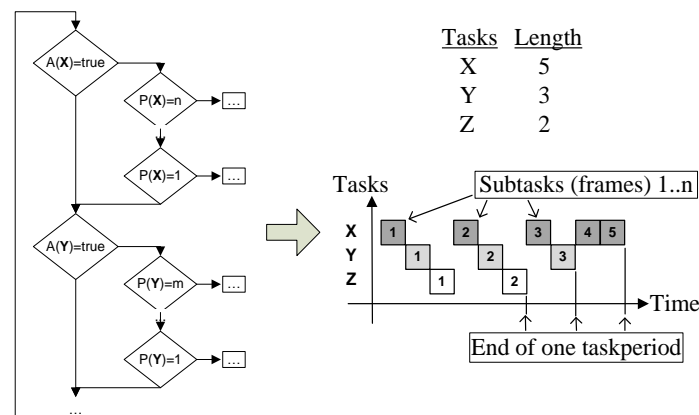 A(X)=true
P(X)=n
...
...
P(X)=1
...
A(Y)=true
P(Y)=m
...
...
P(Y)=1
...
...
Tasks Length
X 5
Y 3
Z 2
Tasks
Subtasks (frames) 1..n
X 1 2 3 4 5
Y 1 2 3
Z 1 2
Time
End of one taskperiod